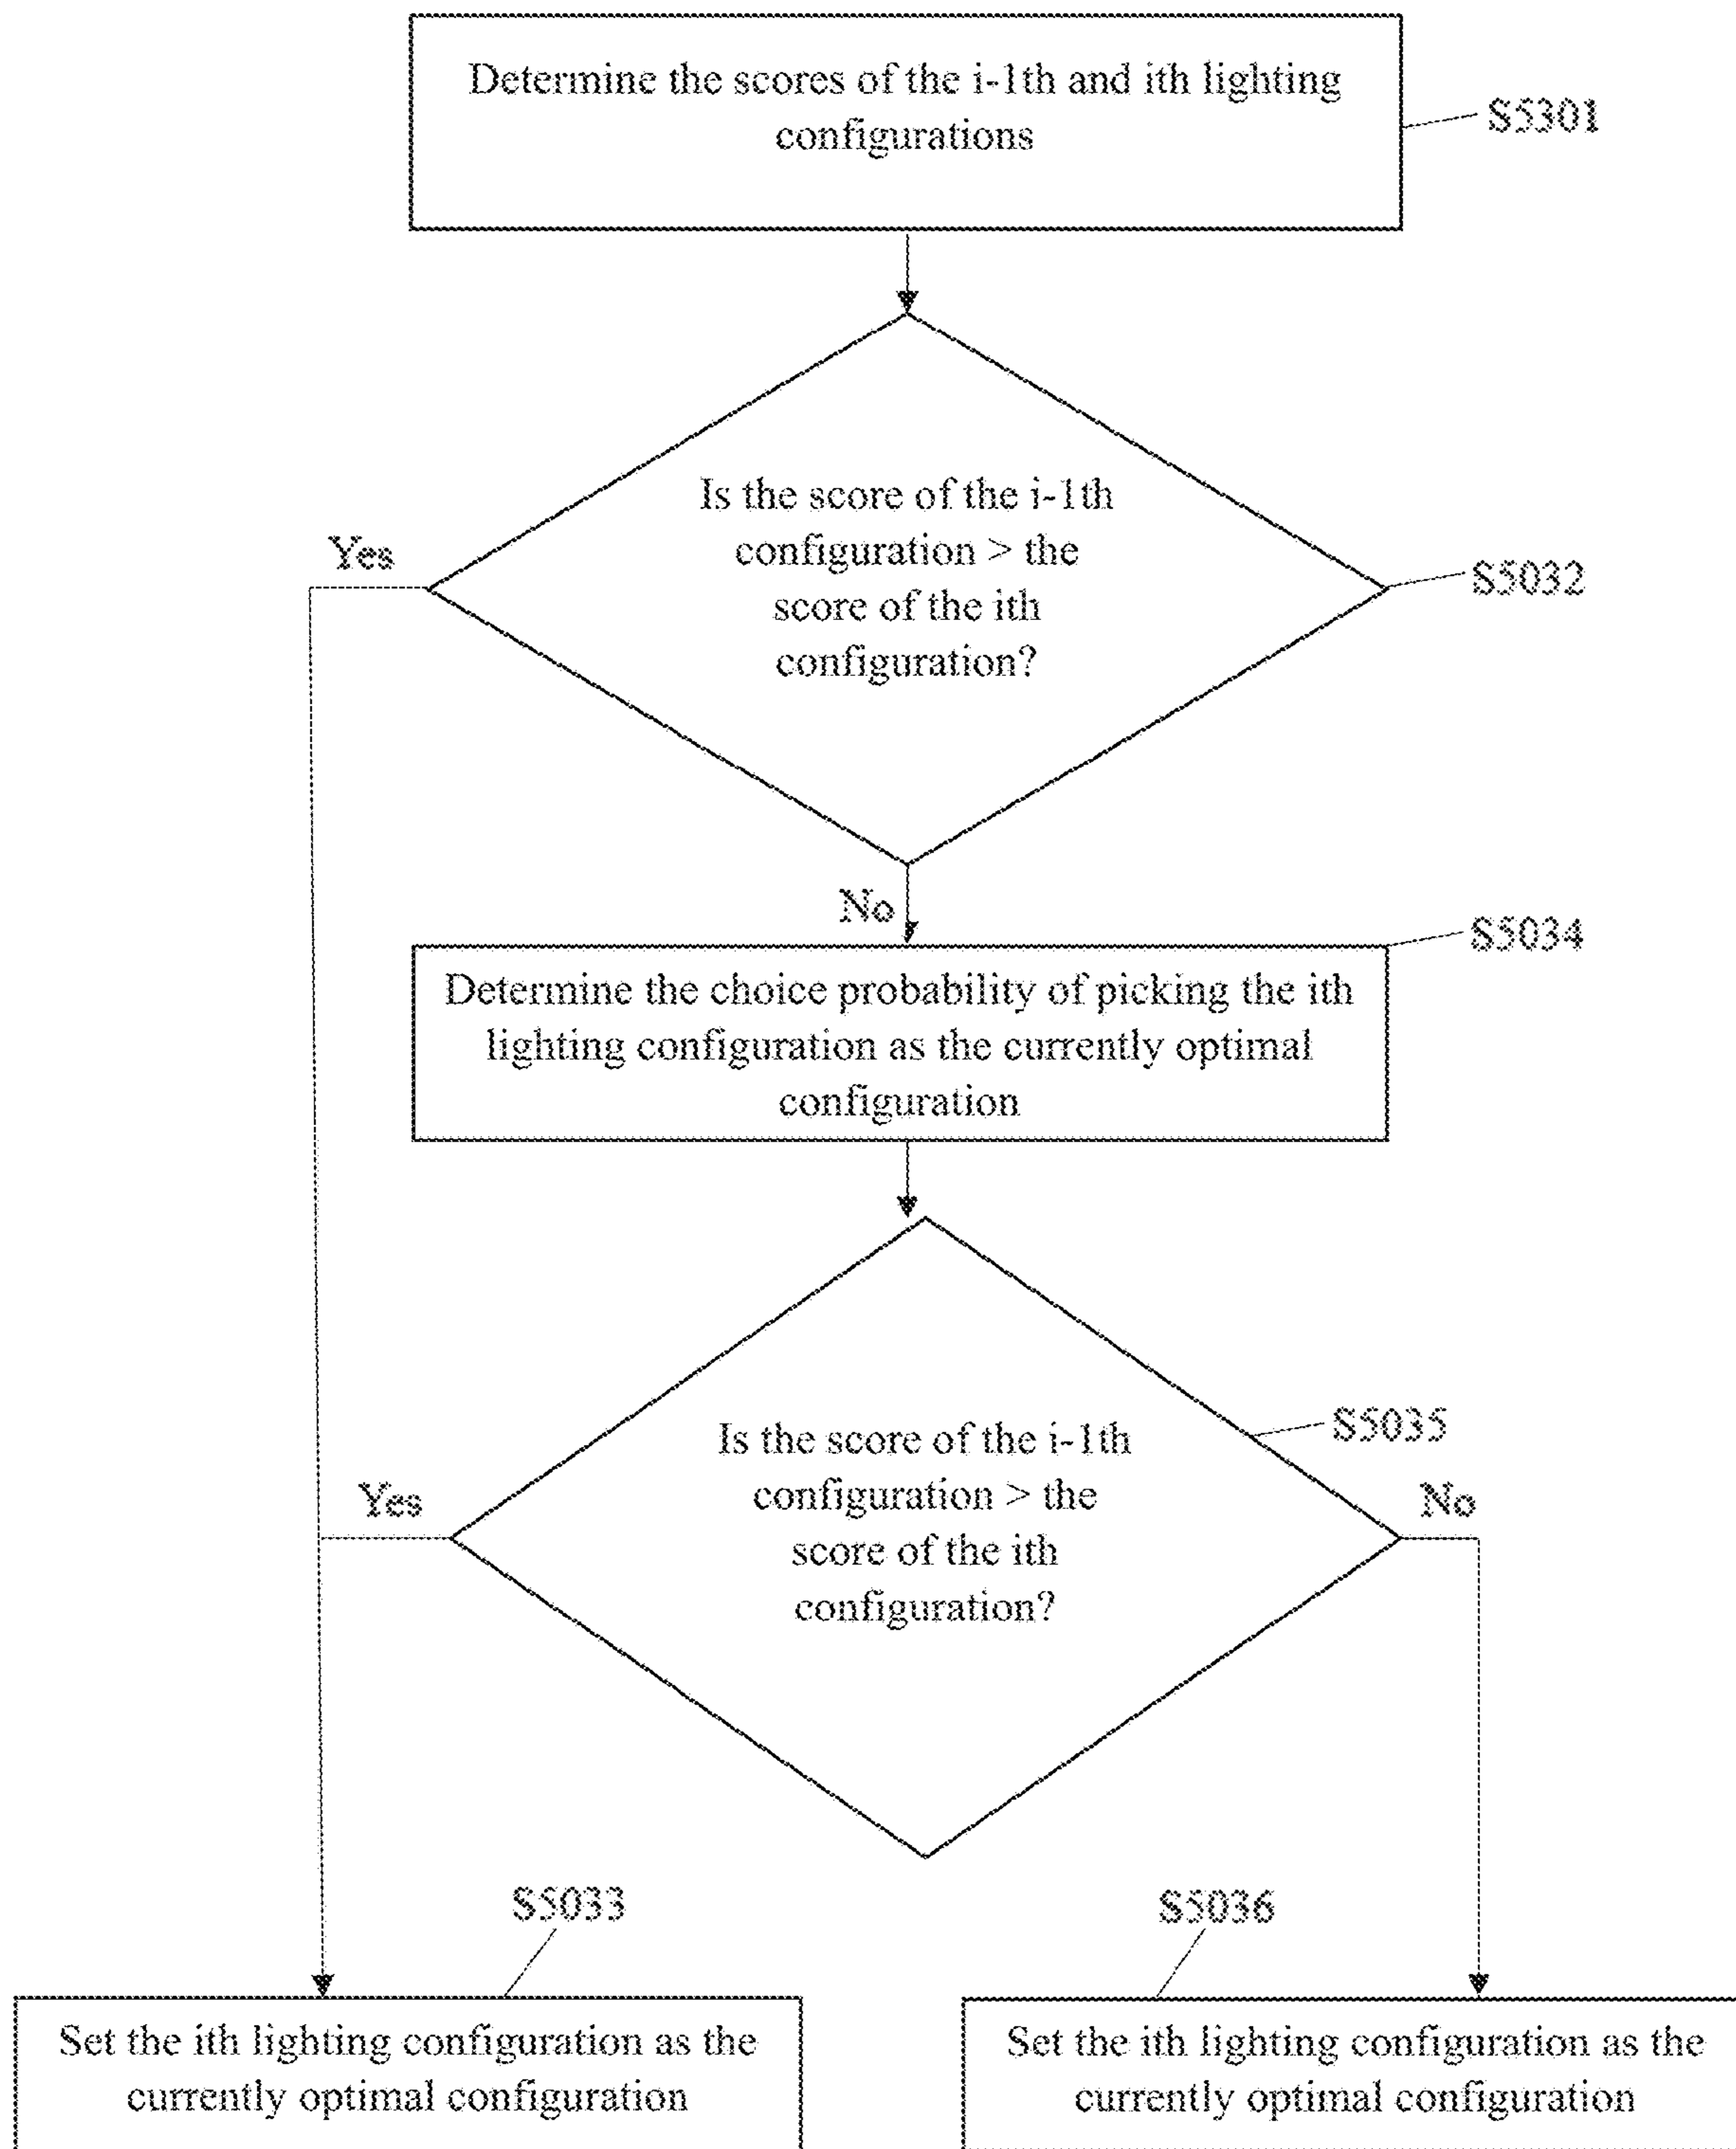 Determine the scores of the i-1th and ith lighting
configurations
S5301
Is the score of the i-1th
configuration > the
score of the ith
configuration?
Yes
S5032
No
S5034
Determine the choice probability of picking the ith
lighting configuration as the currently optimal
configuration
Is the score of the i-1th
configuration > the
score of the ith
configuration?
S5035
Yes
No
S5033
S5036
Set the ith lighting configuration as the
currently optimal configuration
Set the ith lighting configuration as the
currently optimal configuration